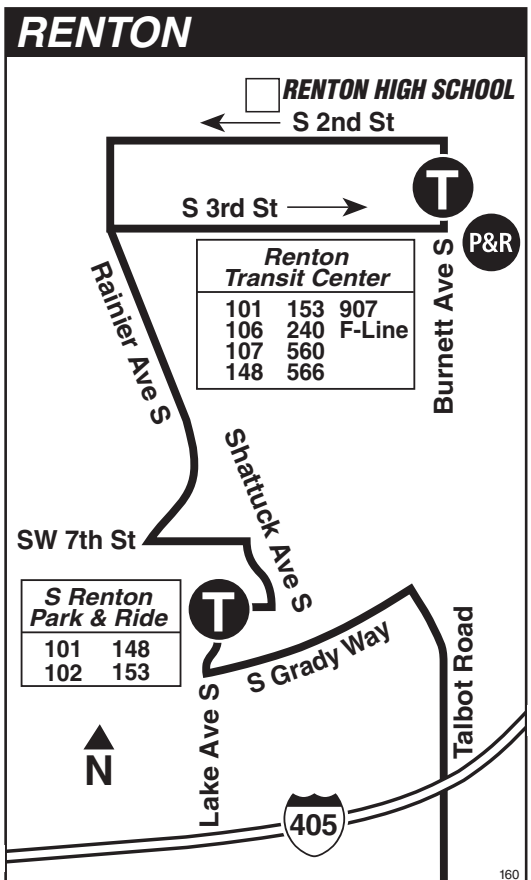 RENTON
RENTON HIGH SCHOOL
S 2nd St
T
S 3rd St
P&R
Renton
Transit Center
101 153 907
106 240 F-Line
107 560
148 566
Burnett Ave S
Rainier Ave S
Shattuck Ave S
SW 7th St
S Renton
Park & Ride
101 148
102 153
T
S Grady Way
Talbot Road
Lake Ave S
N
405
160